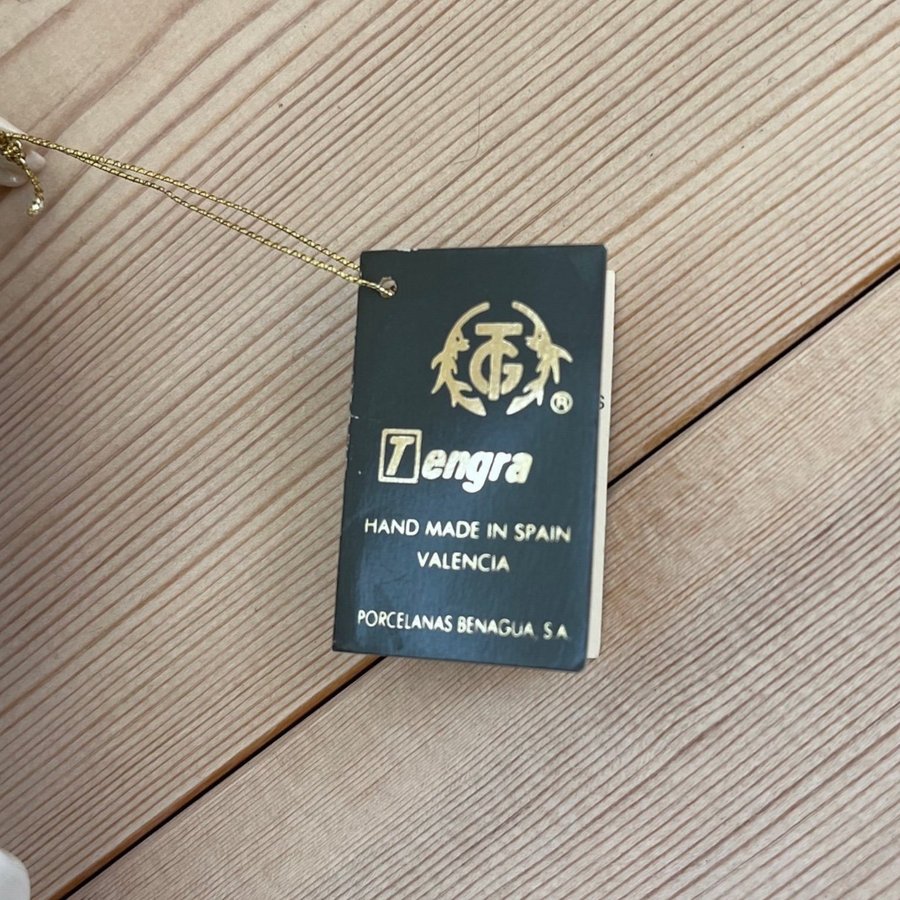 TG
®
Tengra
HAND MADE IN SPAIN
VALENCIA
PORCELANAS BENAGUA, S.A.